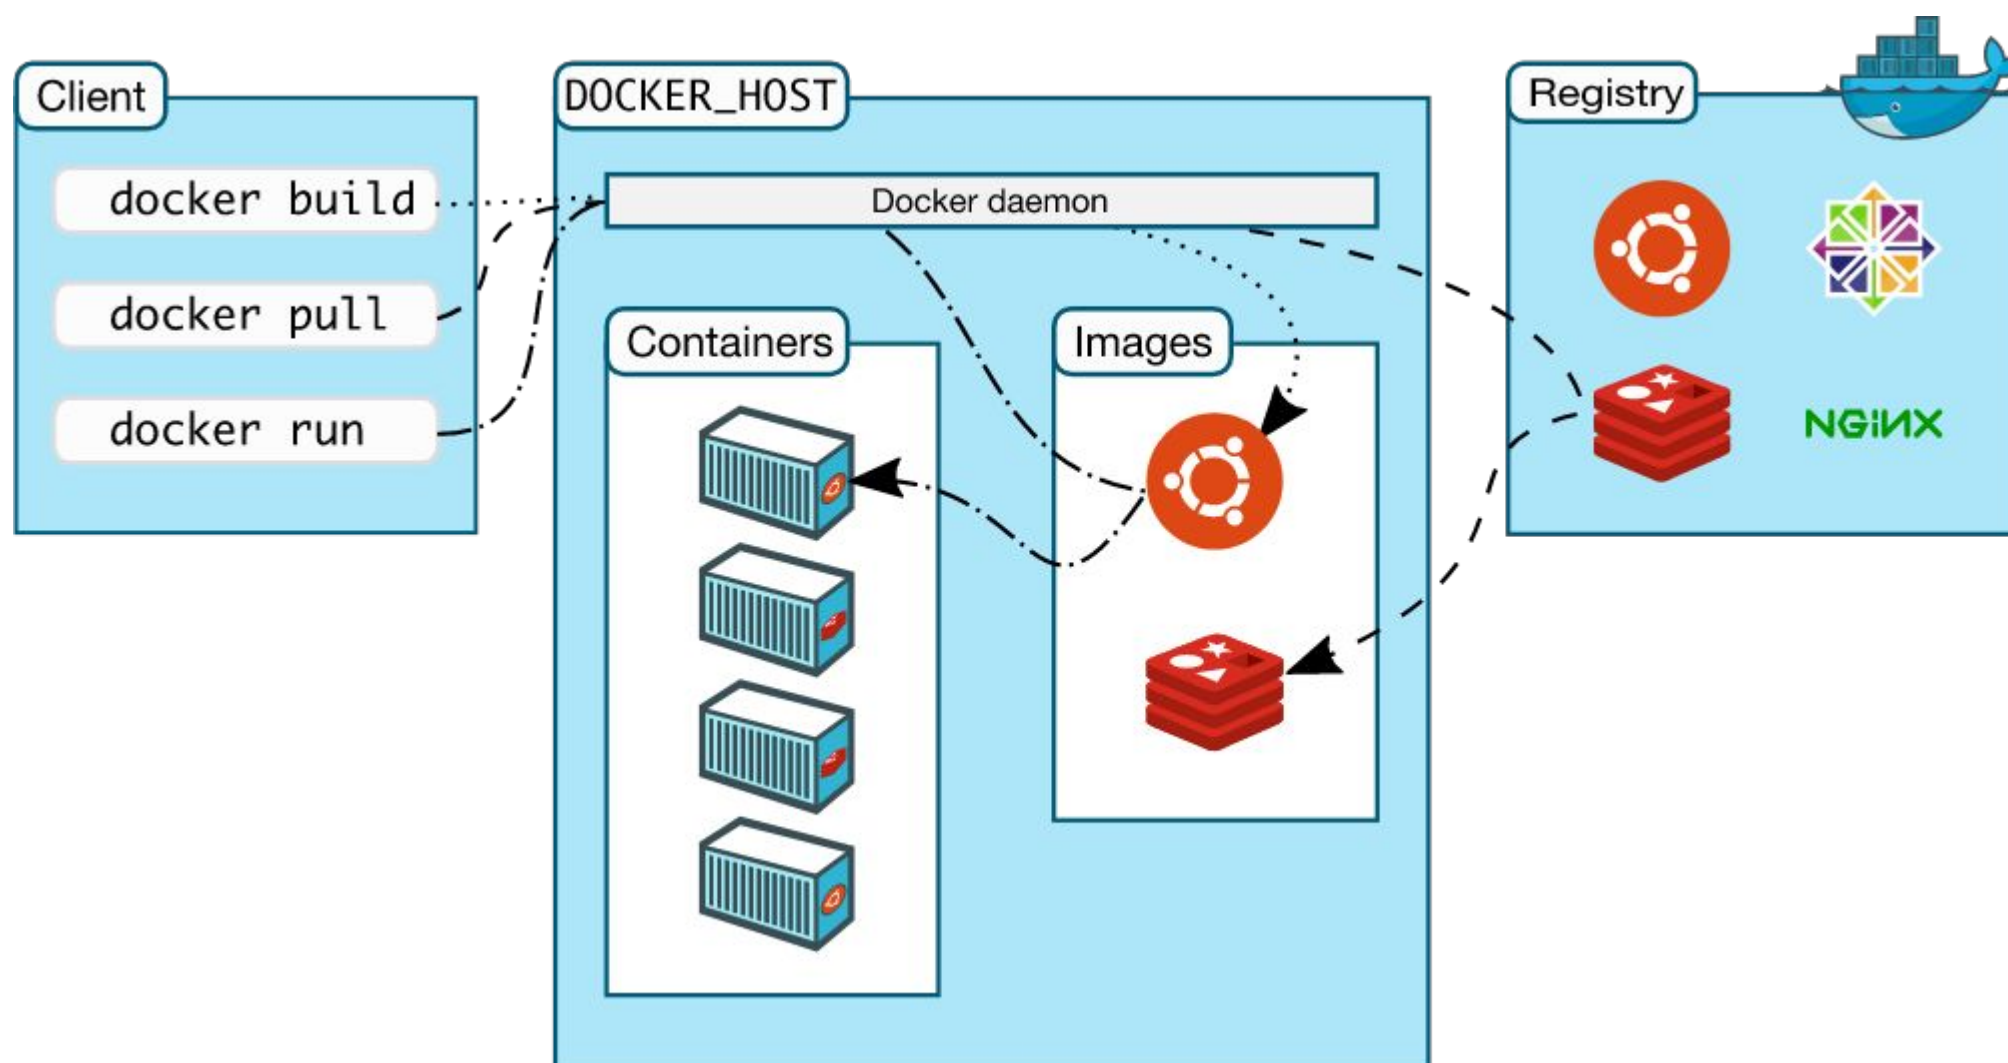 Client
docker build
docker pull
docker run
DOCKER_HOST
Docker daemon
Containers
Images
Registry
NGiNX